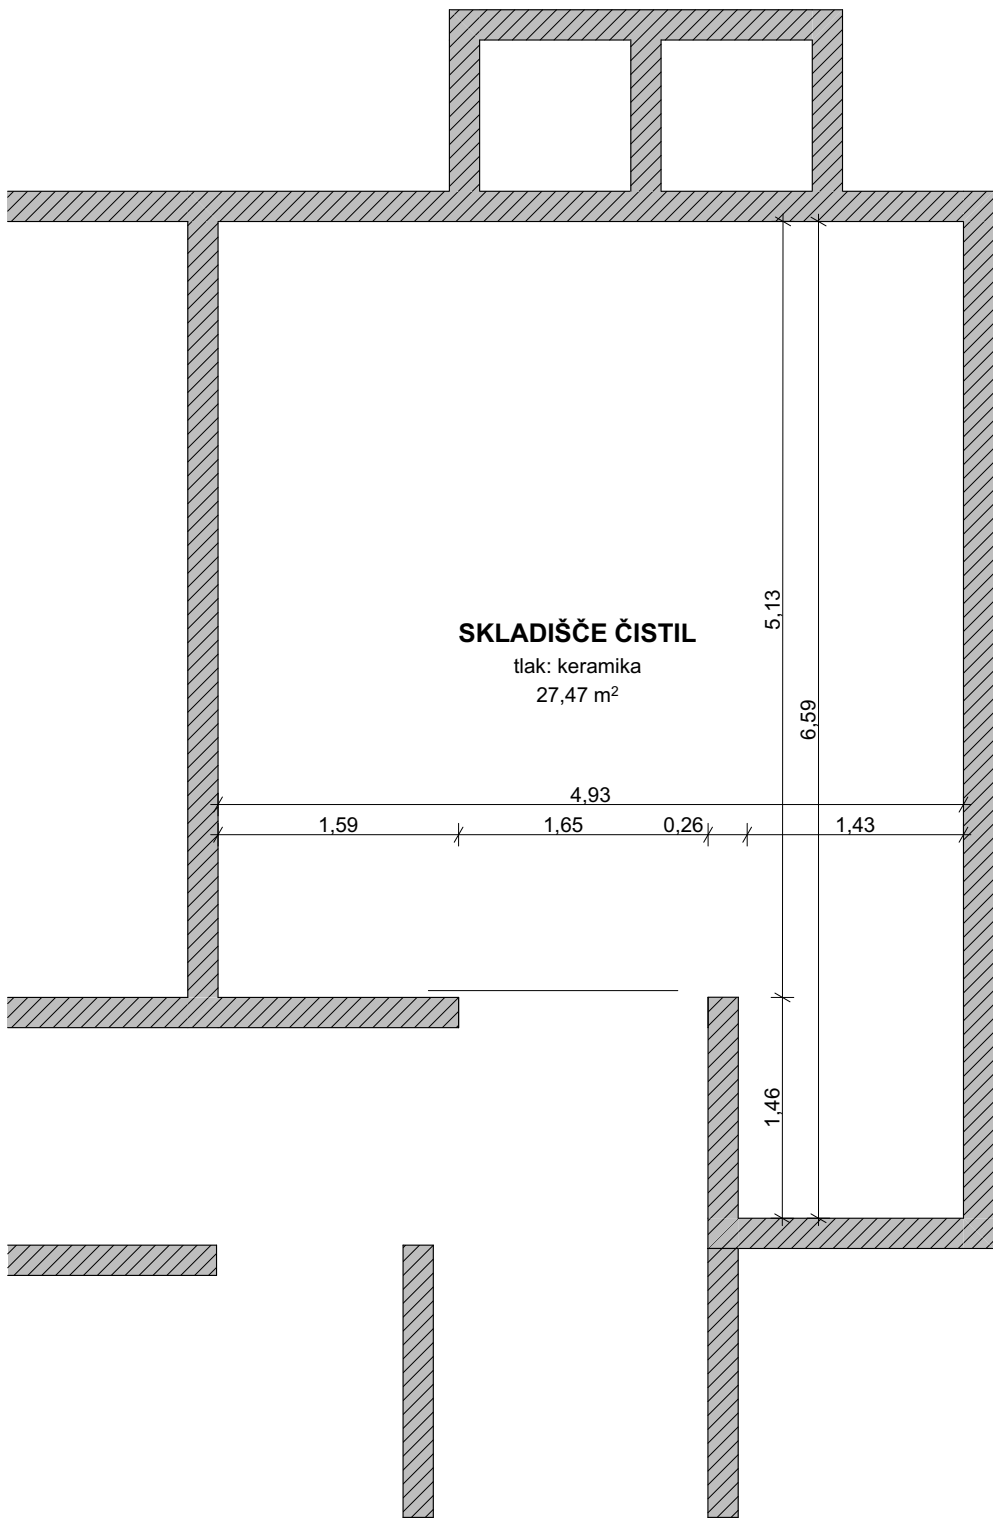 SKLADIŠČE ČISTIL
tlak: keramika
27,47 m²
5,13
6,59
4,93
1,59 1,65 0,26 1,43
1,46